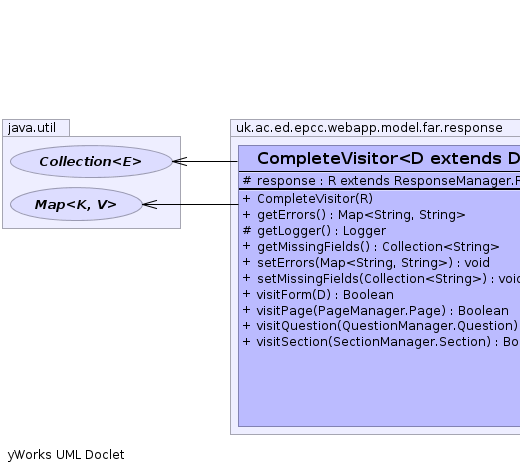 java.util
Collection<E>
Map<K, V>
uk.ac.ed.epcc.webapp.model.far.response
CompleteVisitor<D extends D
# response : R extends ResponseManager.R
+ CompleteVisitor(R)
+ getErrors() : Map<String, String>
# getLogger() : Logger
+ getMissingFields() : Collection<String>
+ setErrors(Map<String, String>) : void
+ setMissingFields(Collection<String>) : void
+ visitForm(D) : Boolean
+ visitPage(PageManager.Page) : Boolean
+ visitQuestion(QuestionManager.Question)
+ visitSection(SectionManager.Section) : Bo
yWorks UML Doclet